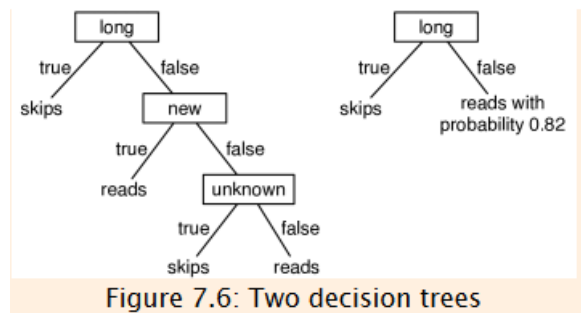 long
true
false
skips
new
true
false
reads
unknown
true
false
skips
reads
long
true
false
skips
reads with
probability 0.82
Figure 7.6: Two decision trees